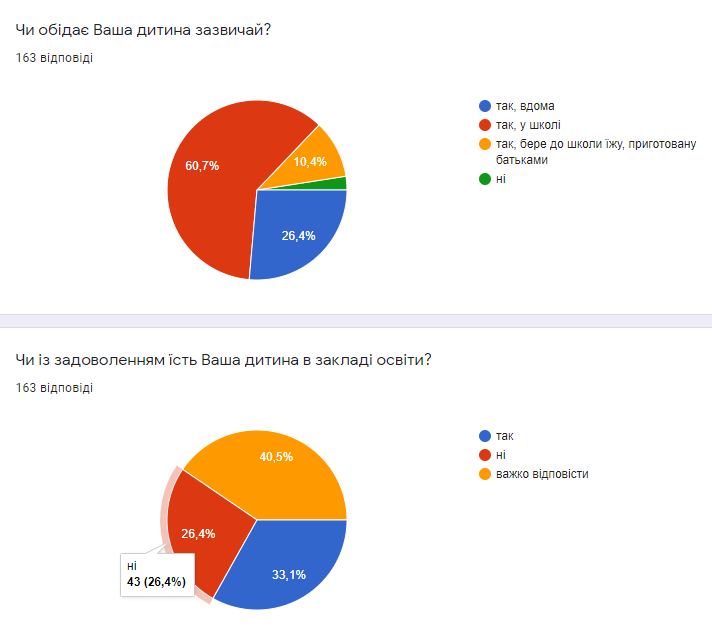 Чи обідає Ваша дитина зазвичай?
163 відповіді
так, вдома
так, у школі
так, бере до школи їжу, приготовану
батьками
ні
60,7%
10,4%
26,4%
Чи із задоволенням їсть Ваша дитина в закладі освіти?
163 відповіді
так
ні
важко відповісти
40,5%
26,4%
33,1%
ні
43 (26,4%)